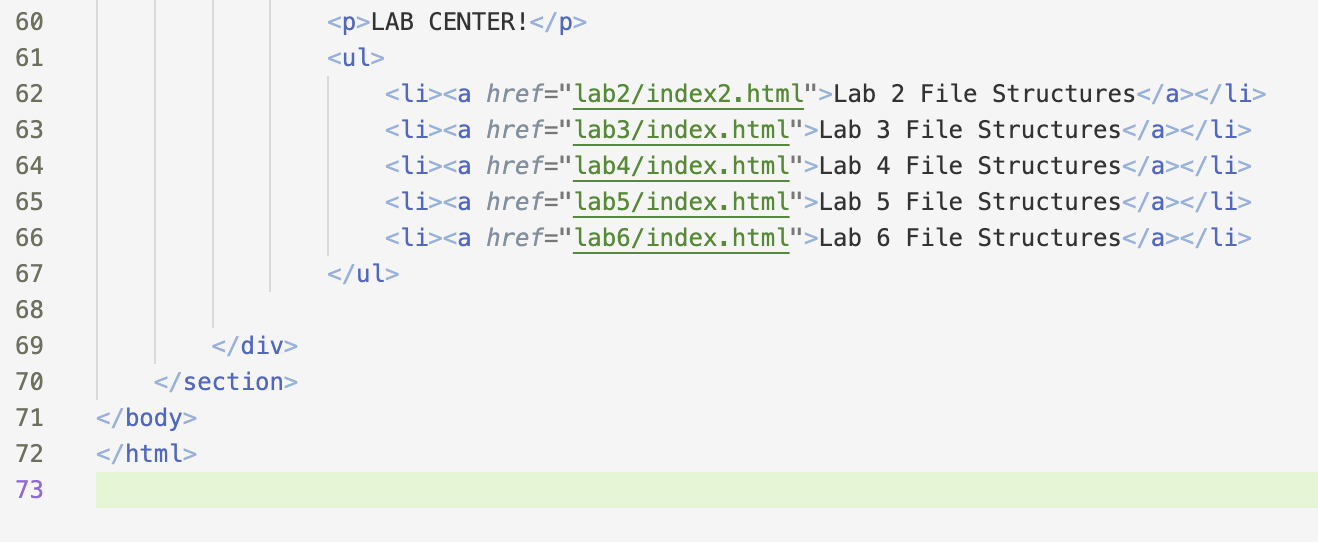 60 <p>LAB CENTER!</p>
61 <ul>
62 <li><a href="lab2/index2.html">Lab 2 File Structures</a></li>
63 <li><a href="lab3/index.html">Lab 3 File Structures</a></li>
64 <li><a href="lab4/index.html">Lab 4 File Structures</a></li>
65 <li><a href="lab5/index.html">Lab 5 File Structures</a></li>
66 <li><a href="lab6/index.html">Lab 6 File Structures</a></li>
67 </ul>
68
69 </div>
70 </section>
71 </body>
72 </html>
73